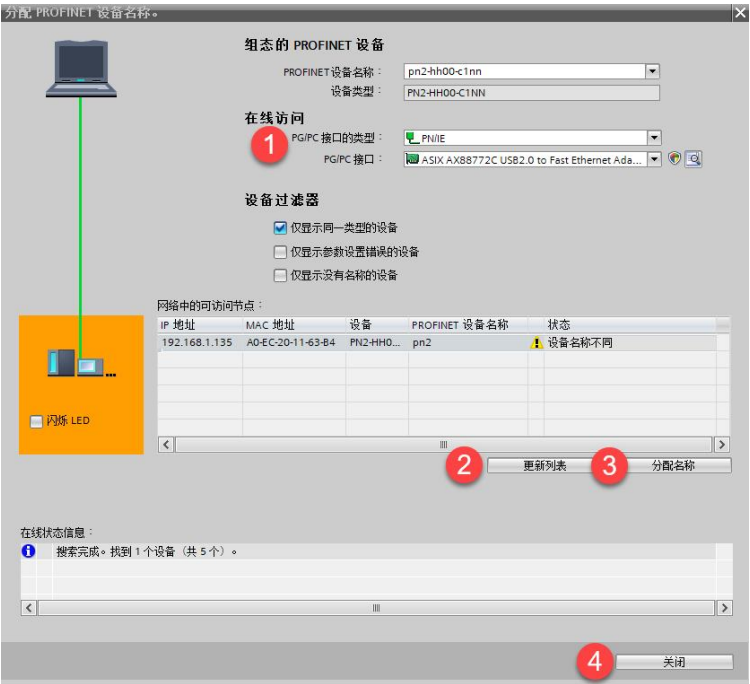 分配 PROFINET 设备名称。
组态的 PROFINET 设备
PROFINET设备名称: pn2-hh00-c1nn
设备类型: PN2-HH00-C1NN
在线访问
1
PG/PC 接口的类型: PN/IE
PG/PC 接口: ASIX AX88772C USB2.0 to Fast Ethernet Ada...
设备过滤器
仅显示同一类型的设备
仅显示参数设置错误的设备
仅显示没有名称的设备
网络中的可访问节点:
IP 地址 MAC 地址 设备 PROFINET 设备名称 状态
192.168.1.135 A0-EC-20-11-63-B4 PN2-HH0... pn2 设备名称不同
闪烁 LED
2 更新列表 3 分配名称
在线状态信息:
搜索完成。找到 1 个设备（共 5 个）。
4 关闭